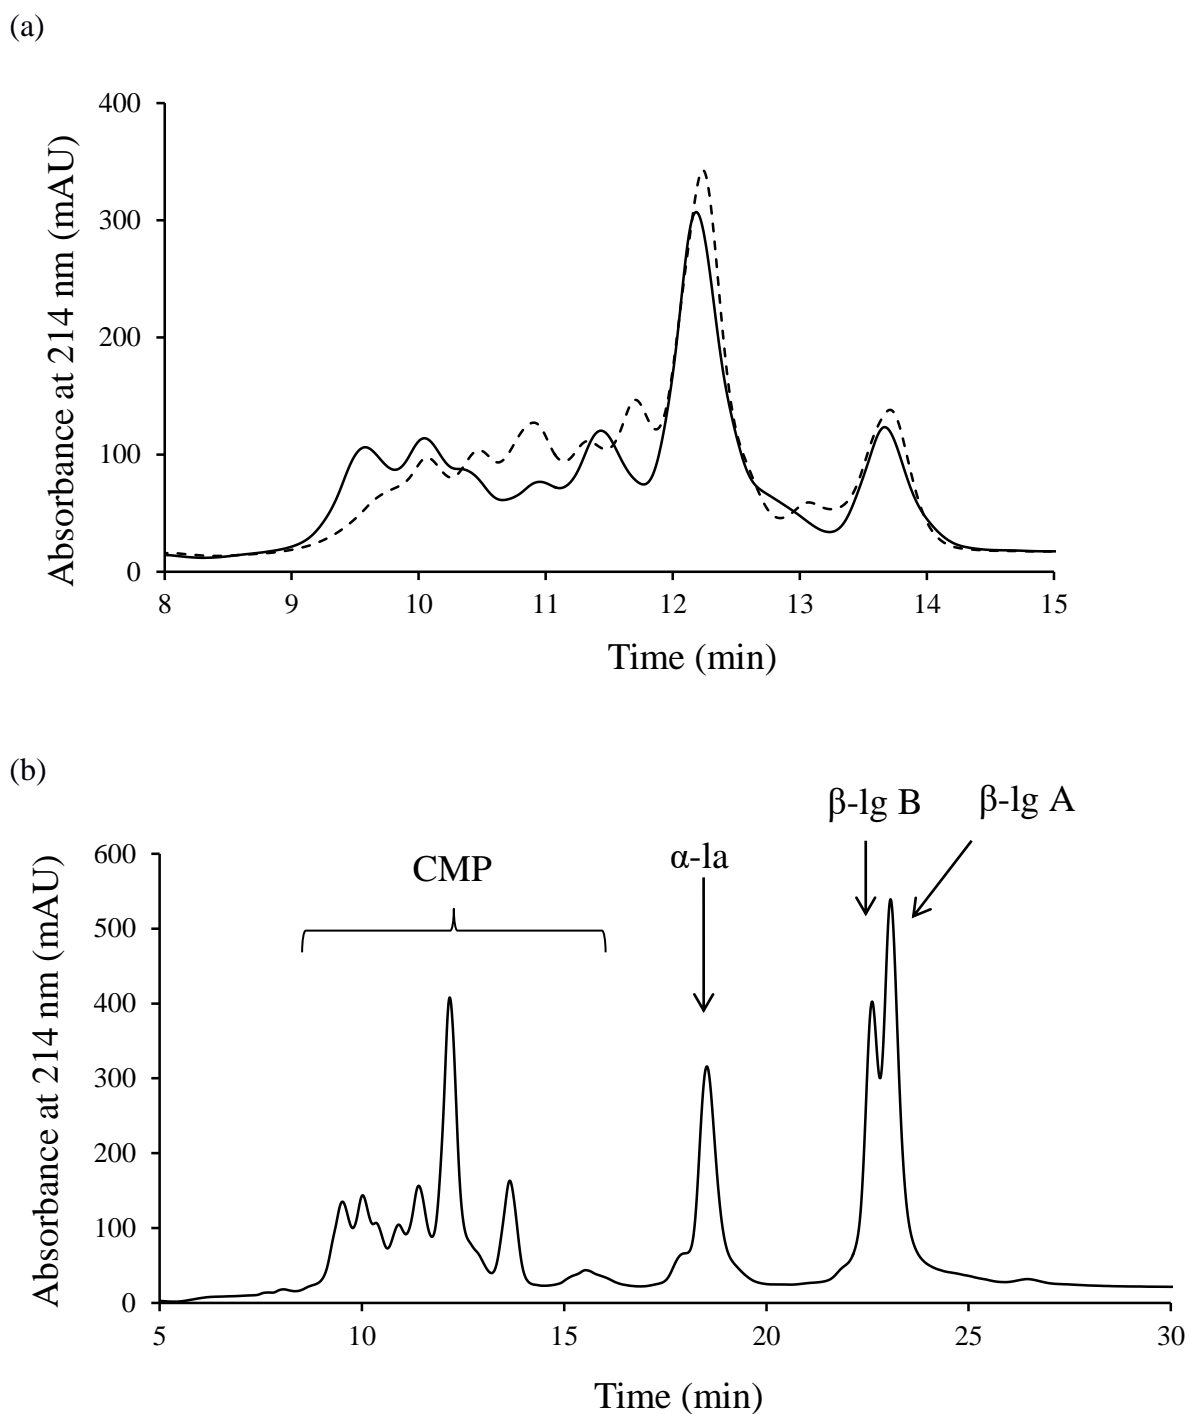 (a)
400
300
200
100
0
Absorbance at 214 nm (mAU)
8 9 10 11 12 13 14 15
Time (min)
(b)
β-lg B β-lg A
CMP α-la
600
500
400
300
200
100
0
Absorbance at 214 nm (mAU)
5 10 15 20 25 30
Time (min)